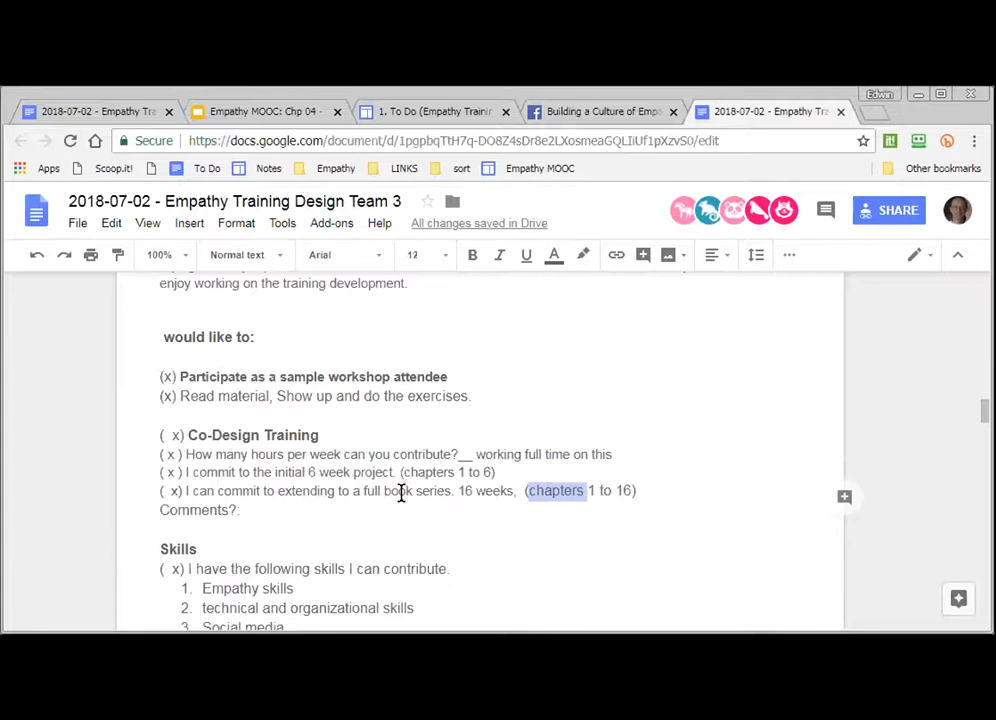 Edwin
2018-07-02 - Empathy Tra
Empathy MOOC: Chp 04 -
1. To Do (Empathy Trainin
Building a Culture of Empa
2018-07-02 - Empathy Tra
Secure
https://docs.google.com/document/d/1pgpbqTtH7q-DO8Z4sDr8e2LXosmeaGQLIiUf1pXzvS0/edit
Apps
Scoop.it!
To Do
Notes
Empathy
LINKS
sort
Empathy MOOC
Other bookmarks
2018-07-02 - Empathy Training Design Team 3
SHARE
File Edit View Insert Format Tools Add-ons Help All changes saved in Drive
100% Normal text Arial 12 B I U A
enjoy working on the training development.
would like to:
(x) Participate as a sample workshop attendee
(x) Read material, Show up and do the exercises.
( x) Co-Design Training
( x ) How many hours per week can you contribute?__ working full time on this
( x ) I commit to the initial 6 week project. (chapters 1 to 6)
( x) I can commit to extending to a full book series. 16 weeks, (chapters 1 to 16)
Comments?:
Skills
( x) I have the following skills I can contribute.
1. Empathy skills
2. technical and organizational skills
3. Social media